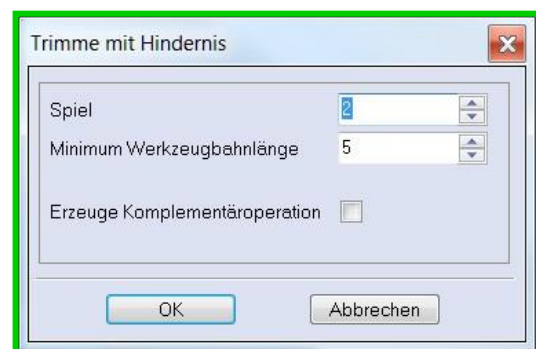 Trimme mit Hindernis
Spiel 2
Minimum Werkzeugbahnlänge 5
Erzeuge Komplementäroperation
OK Abbrechen